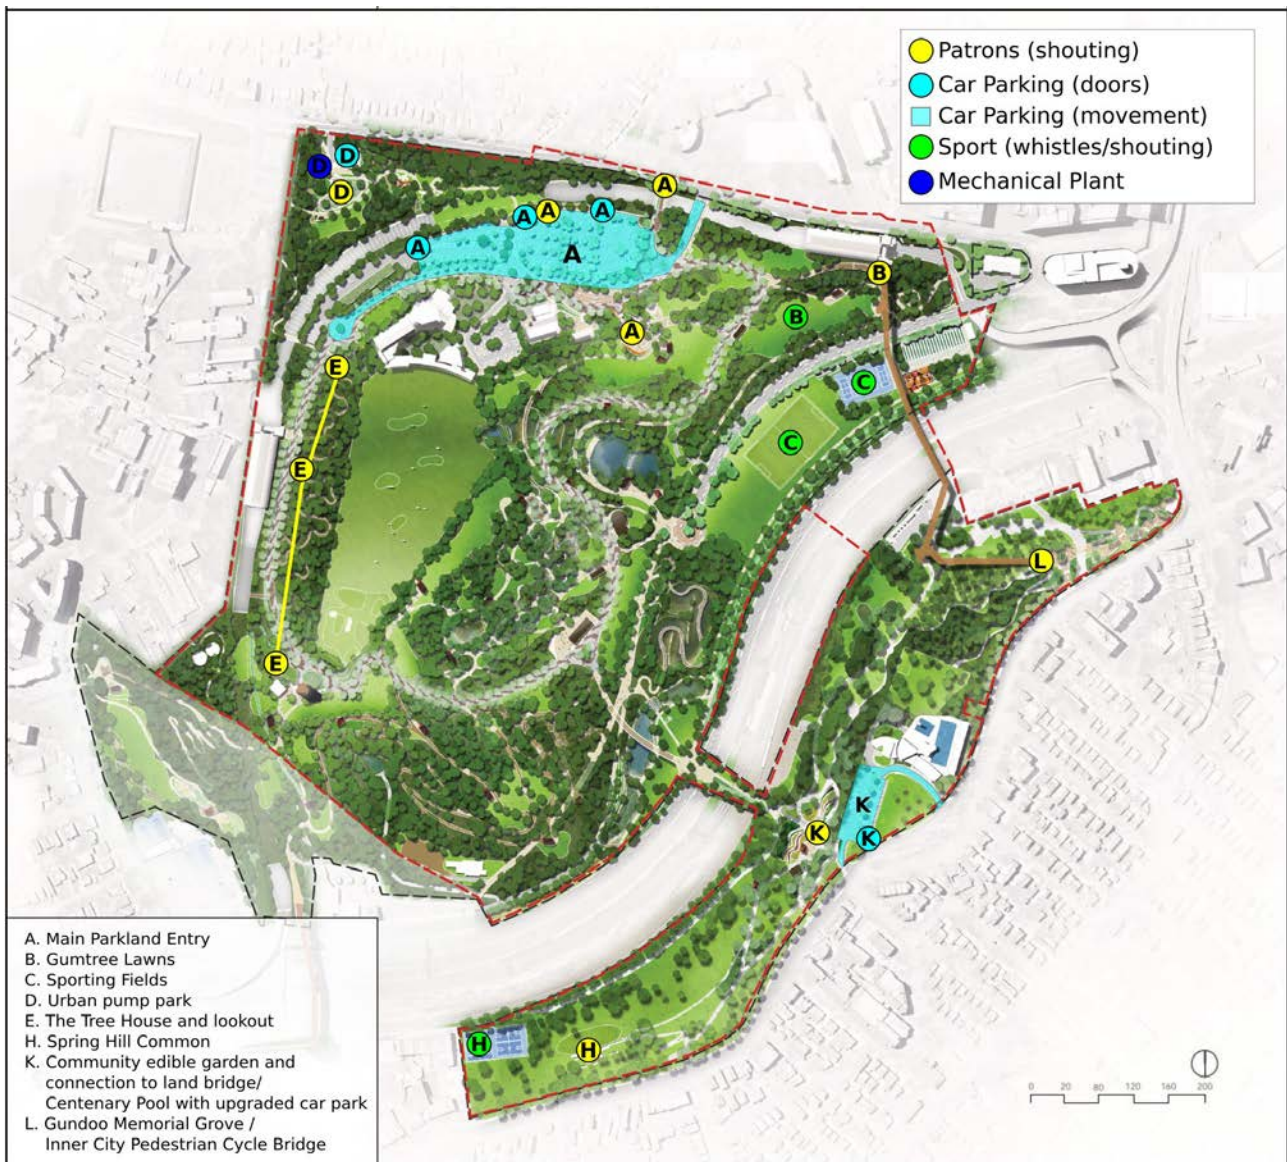 Patrons (shouting)
Car Parking (doors)
Car Parking (movement)
Sport (whistles/shouting)
Mechanical Plant
D
D
D
A
A
A
A
A
A
A
B
A
B
E
C
C
E
L
E
K
K
K
H
H
A. Main Parkland Entry
B. Gumtree Lawns
C. Sporting Fields
D. Urban pump park
E. The Tree House and lookout
H. Spring Hill Common
K. Community edible garden and
connection to land bridge/
Centenary Pool with upgraded car park
L. Gundoo Memorial Grove /
Inner City Pedestrian Cycle Bridge
0 20 80 120 160 200